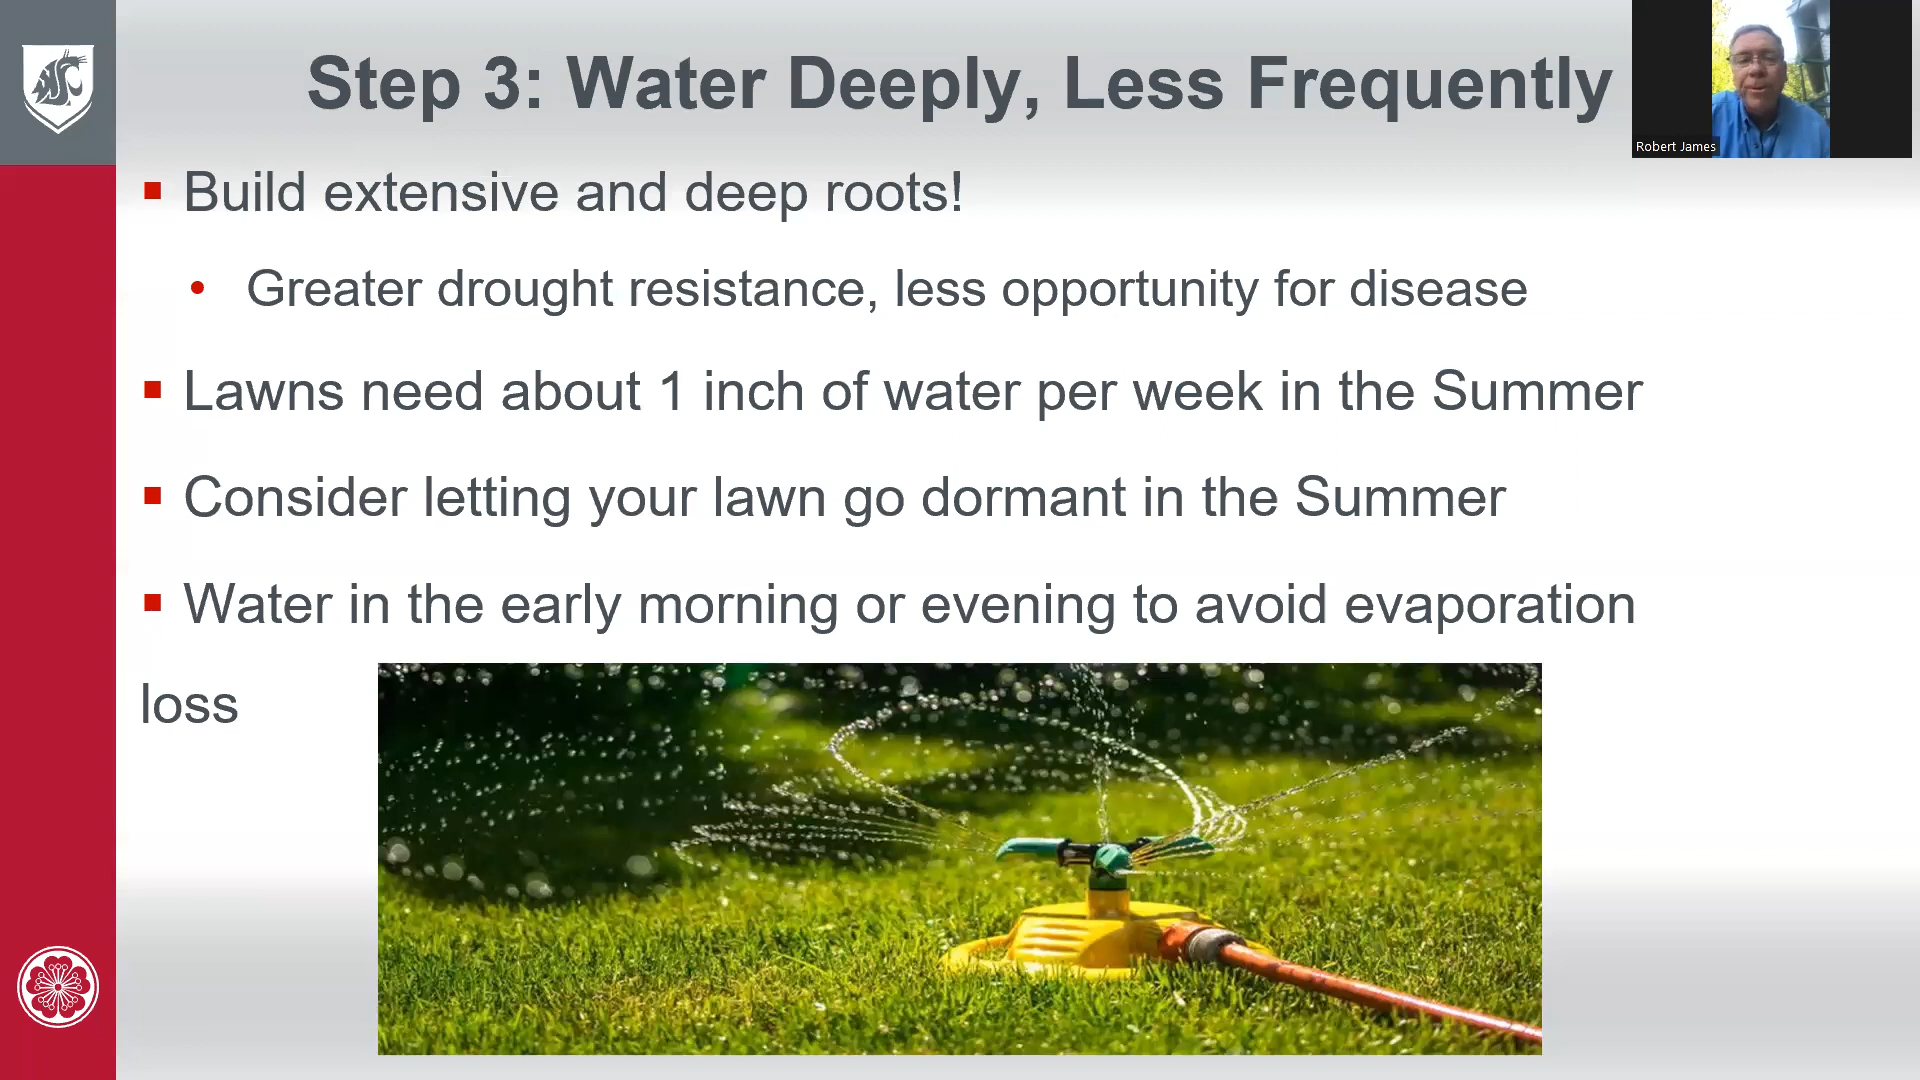 Step 3: Water Deeply, Less Frequently
Robert James
▪ Build extensive and deep roots!
• Greater drought resistance, less opportunity for disease
▪ Lawns need about 1 inch of water per week in the Summer
▪ Consider letting your lawn go dormant in the Summer
▪ Water in the early morning or evening to avoid evaporation
loss